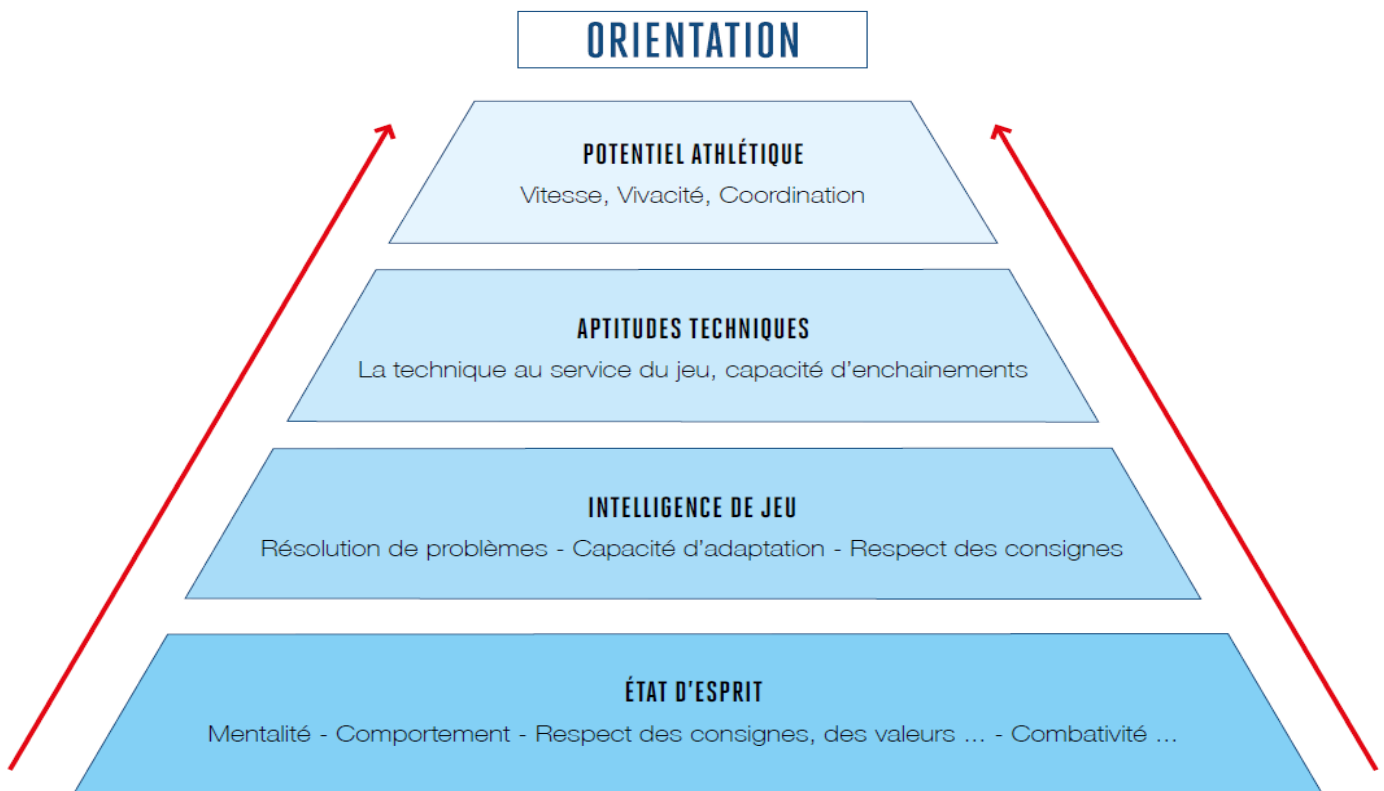 ORIENTATION
POTENTIEL ATHLÉTIQUE
Vitesse, Vivacité, Coordination
APTITUDES TECHNIQUES
La technique au service du jeu, capacité d'enchainements
INTELLIGENCE DE JEU
Résolution de problèmes - Capacité d'adaptation - Respect des consignes
ÉTAT D'ESPRIT
Mentalité - Comportement - Respect des consignes, des valeurs ... - Combativité ...